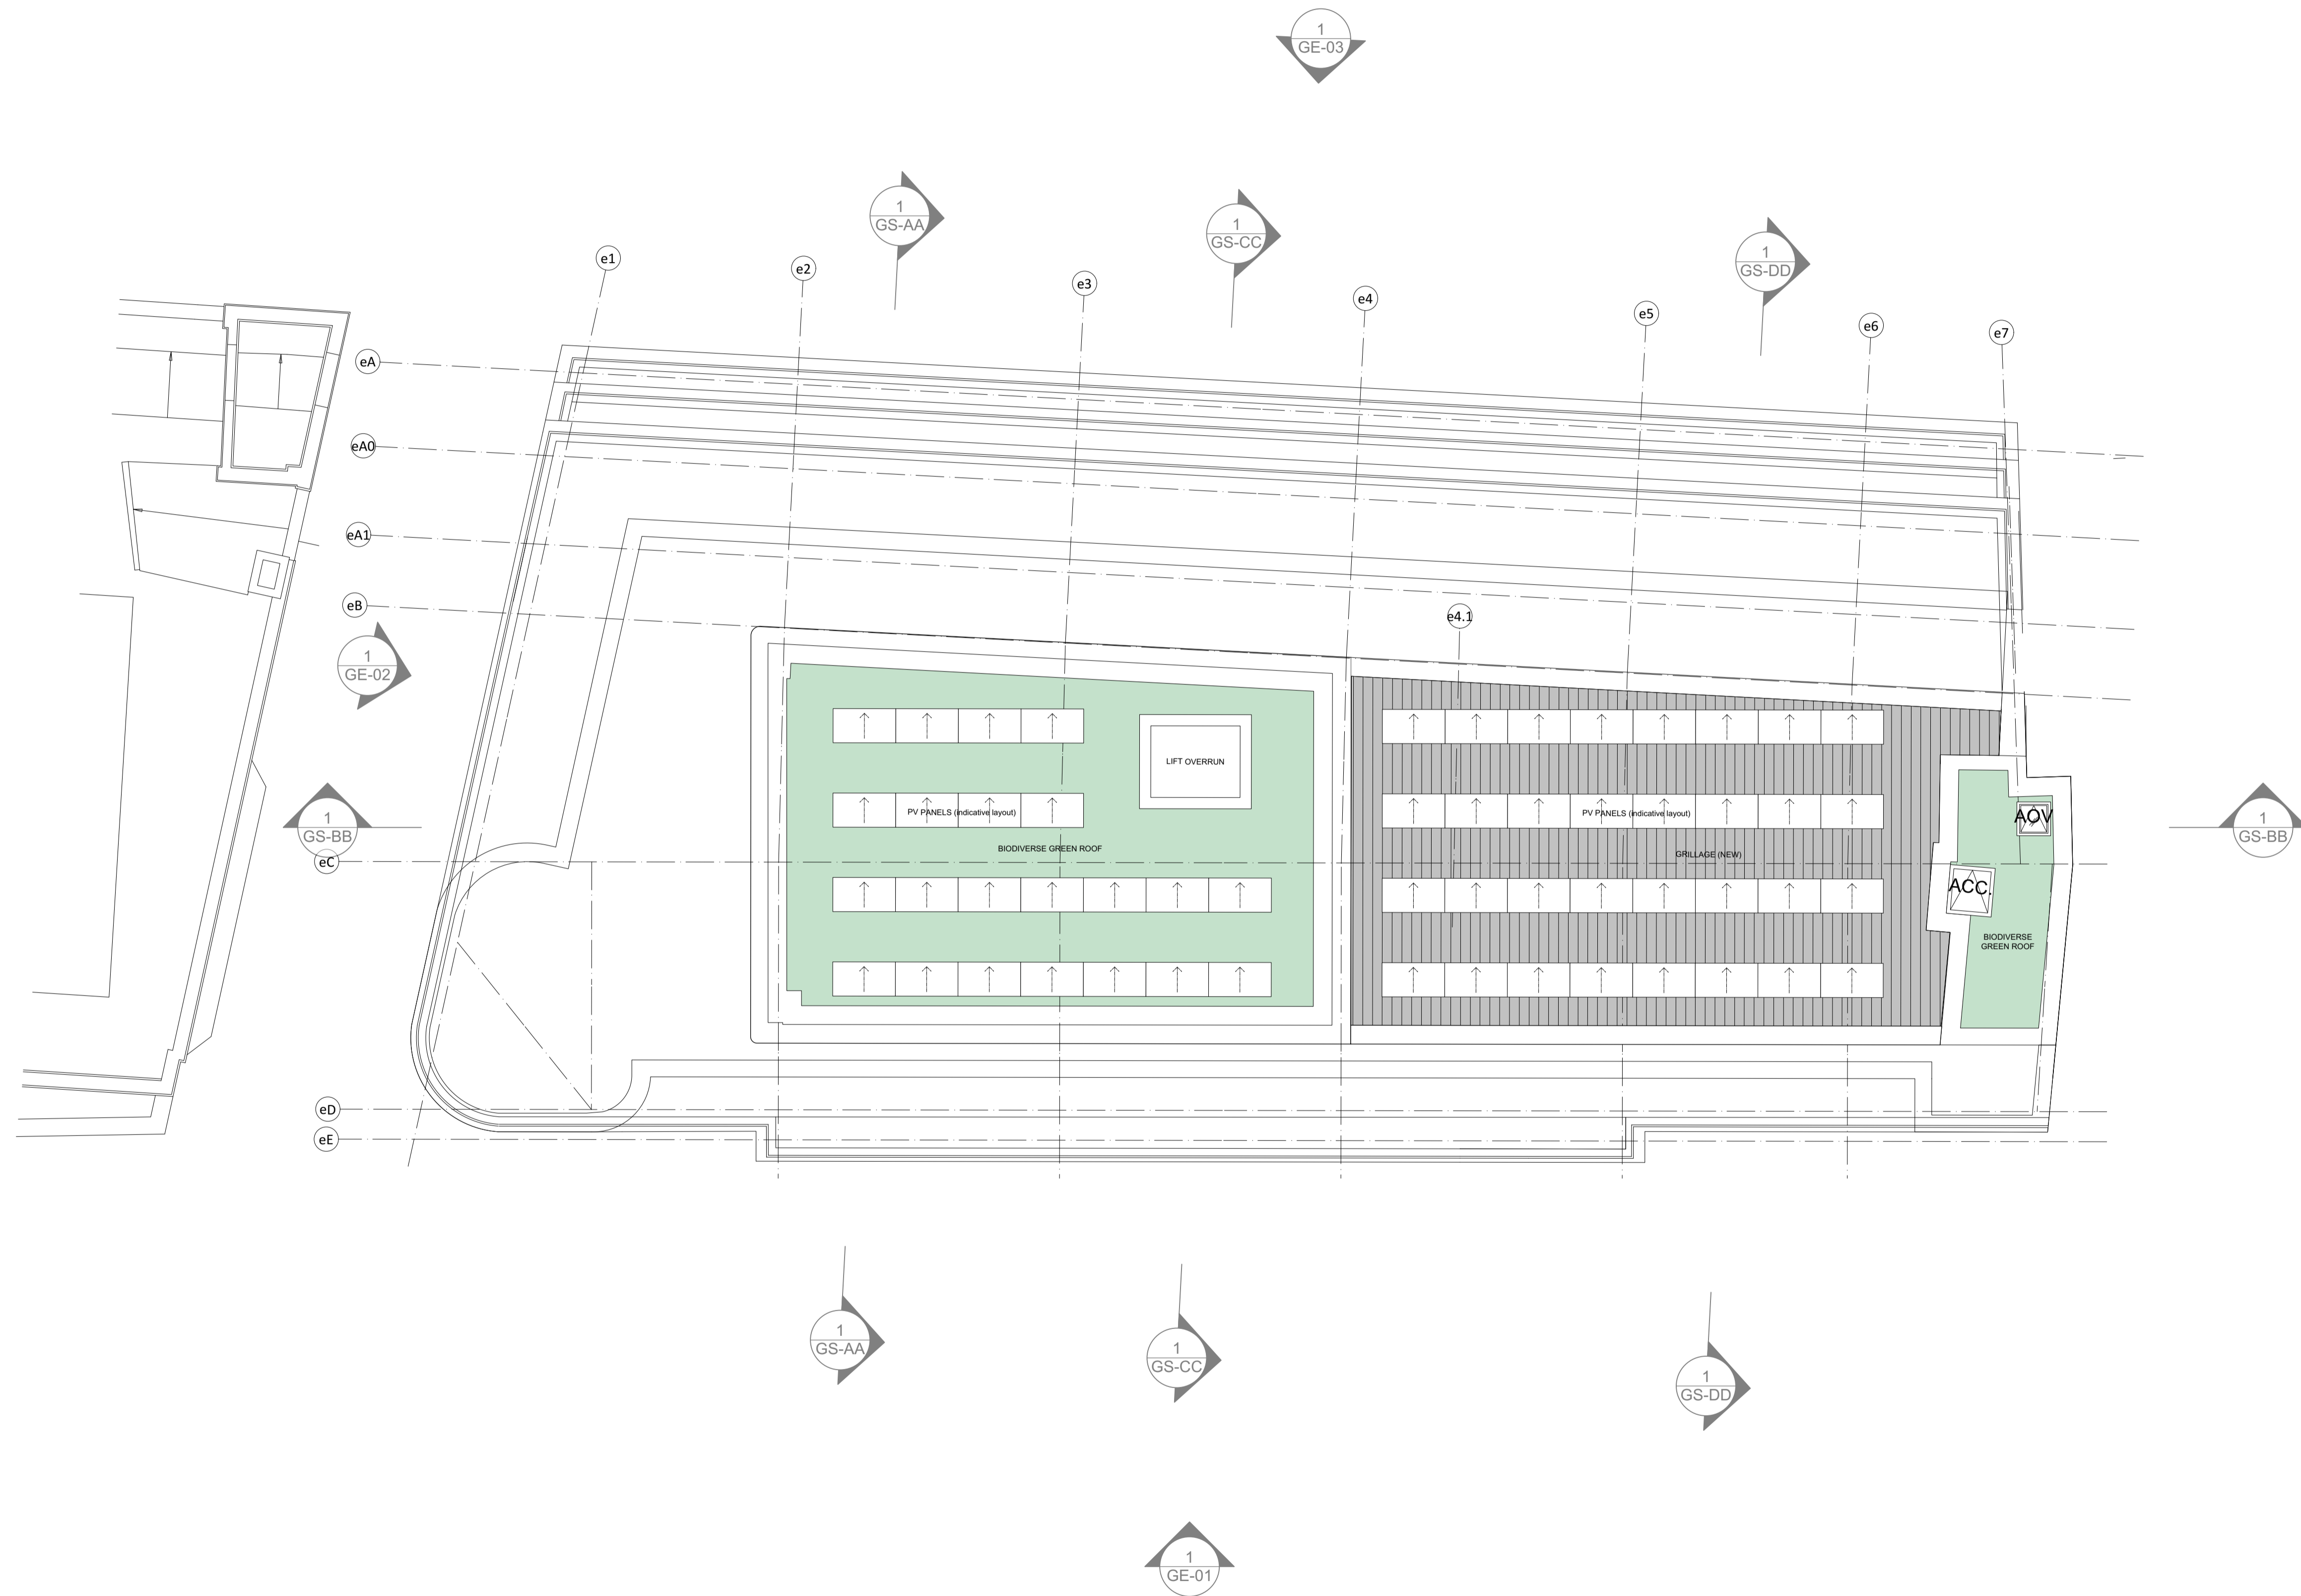 1
GE-03
1
GS-AA
1
GS-CC
1
GS-DD
e1
e2
e3
e4
e5
e6
e7
eA
eA0
eA1
eB
e4.1
1
GE-02
LIFT OVERRUN
PV PANELS (indicative layout)
PV PANELS (indicative layout)
AOV
1
GS-BB
1
GS-BB
BIODIVERSE GREEN ROOF
GRILLAGE (NEW)
eC
ACC.
BIODIVERSE
GREEN ROOF
eD
eE
1
GS-AA
1
GS-CC
1
GS-DD
1
GE-01